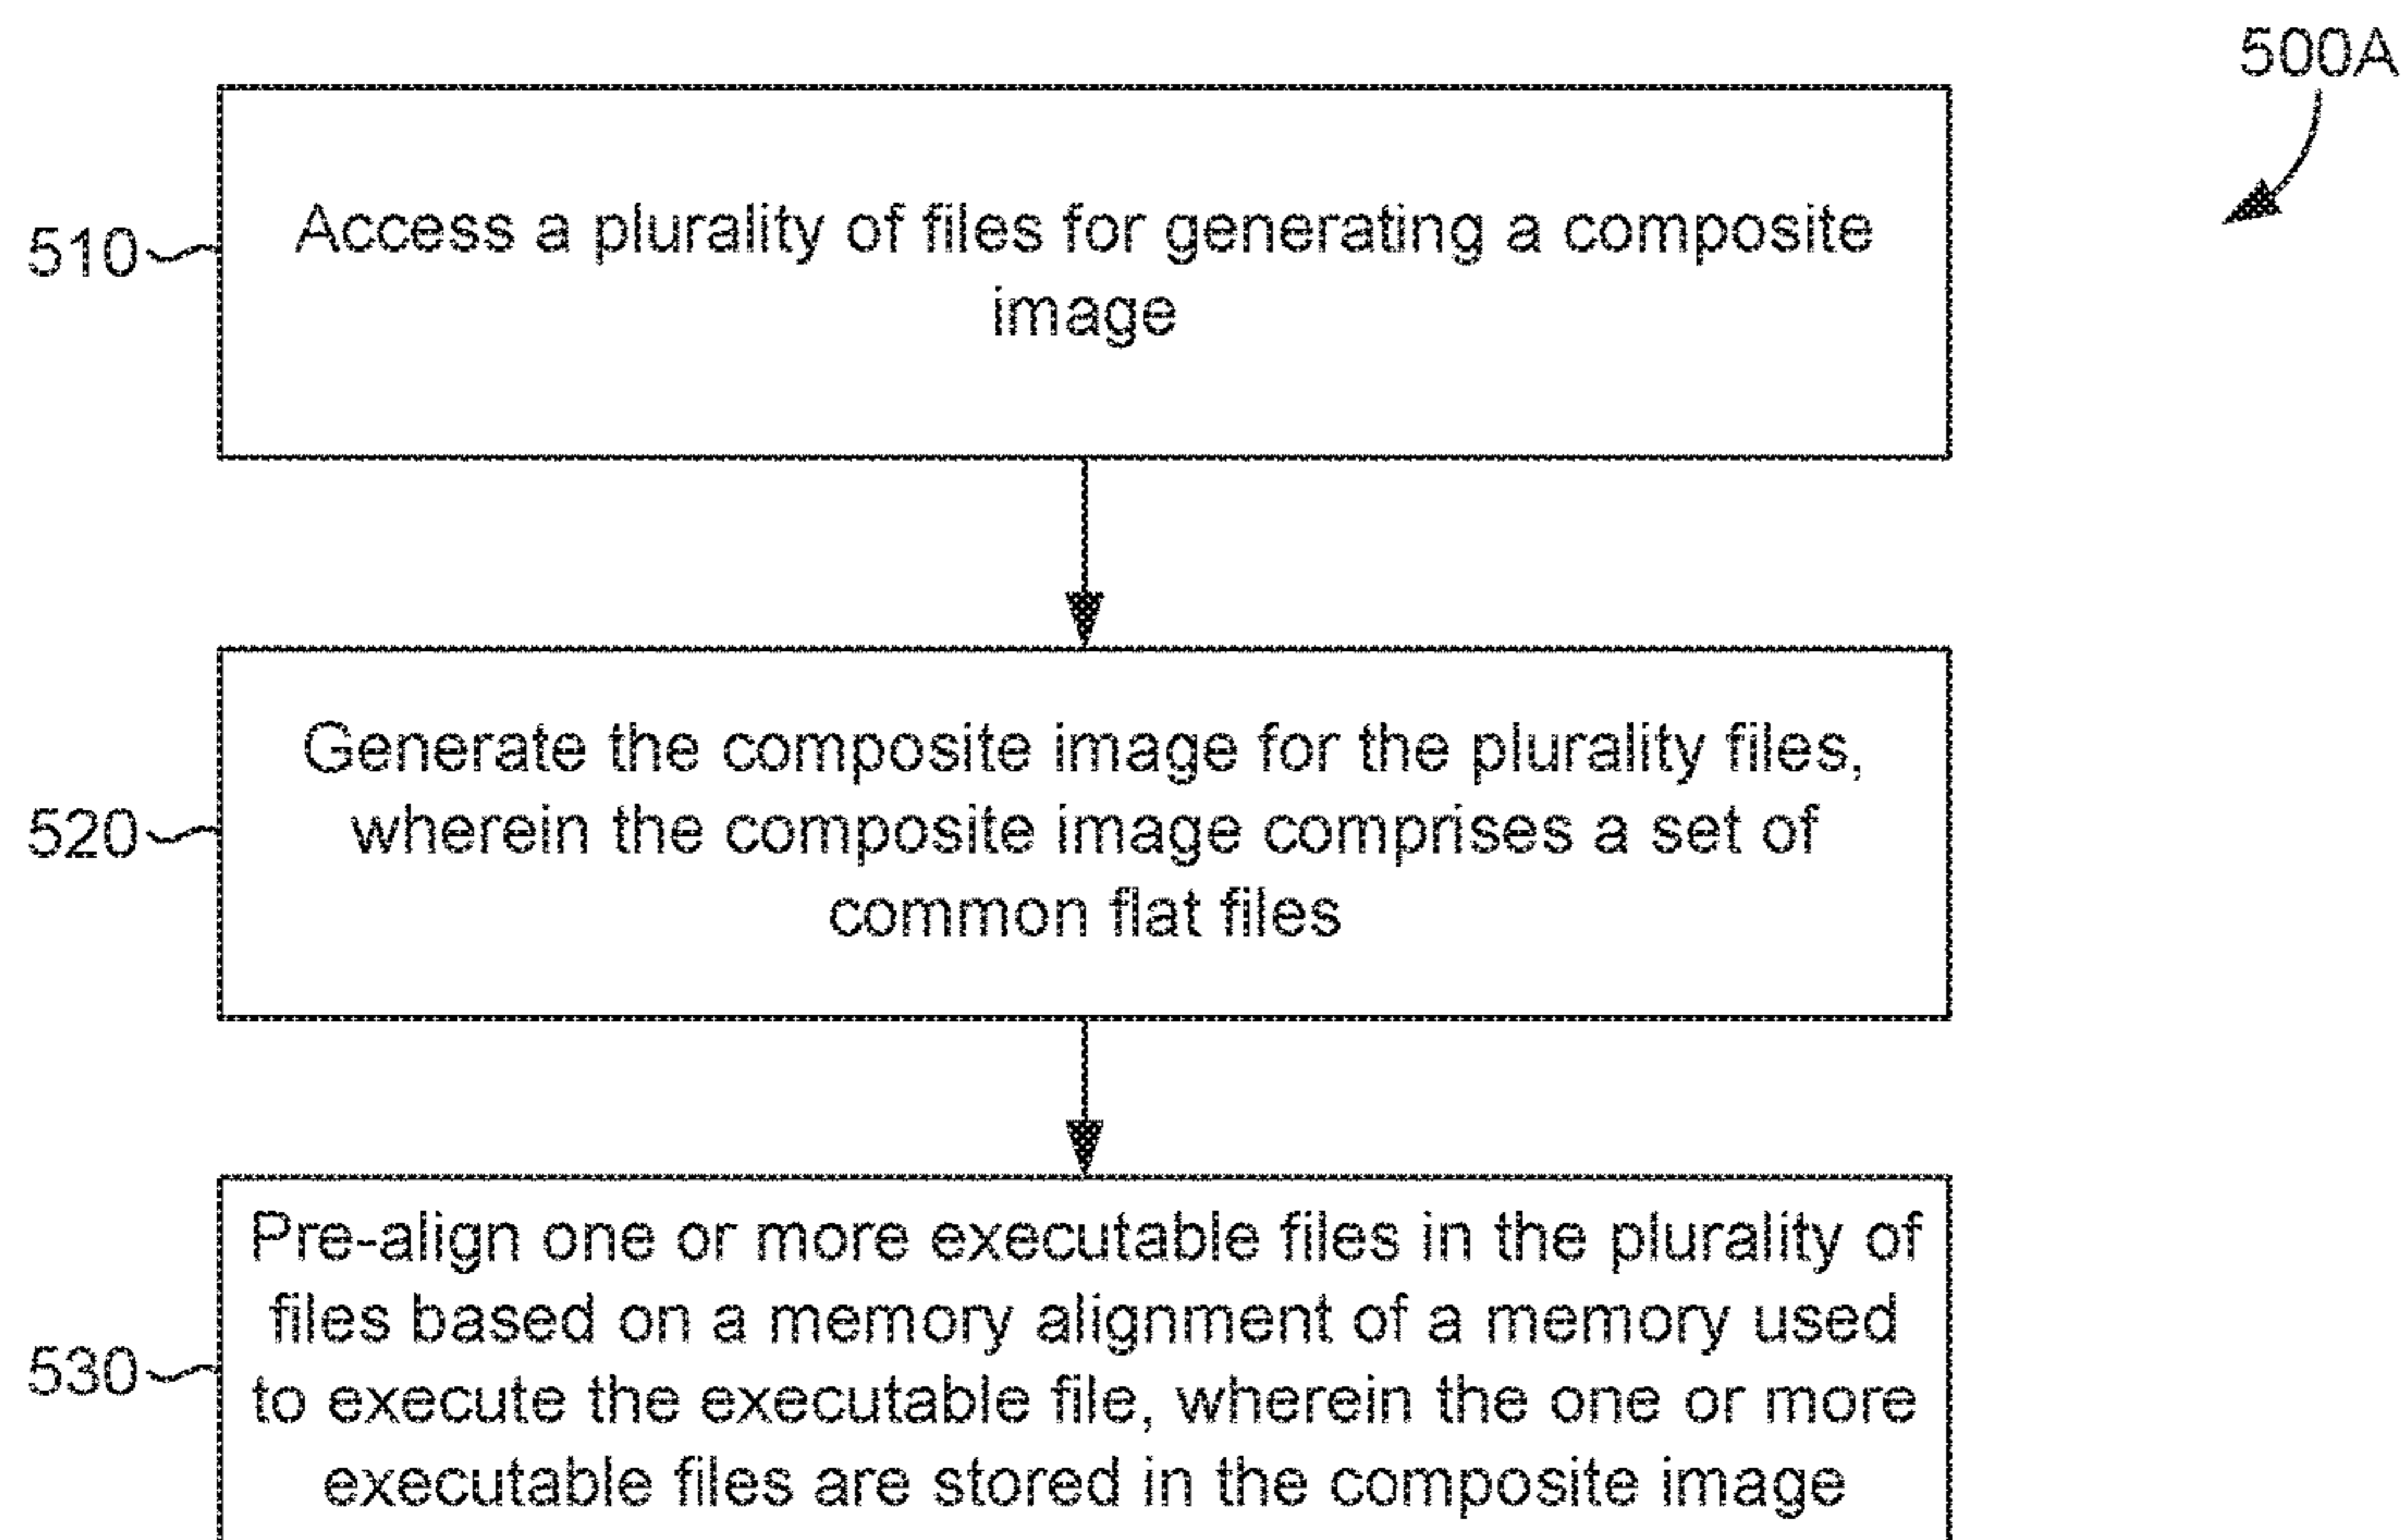 500A
510
Access a plurality of files for generating a composite
image
520
Generate the composite image for the plurality files,
wherein the composite image comprises a set of
common flat files
530
Pre-align one or more executable files in the plurality of
files based on a memory alignment of a memory used
to execute the executable file, wherein the one or more
executable files are stored in the composite image